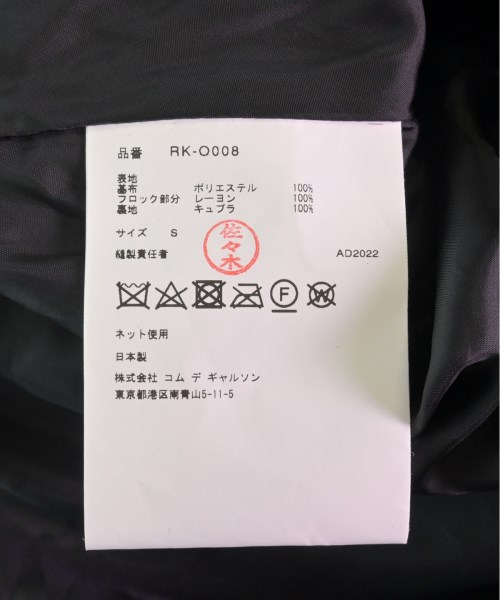 品番 RK-O008
表地
基布 ポリエステル 100%
フロック部分 レーヨン 100%
裏地 キュプラ 100%
サイズ S
縫製責任者 佐々木 AD2022
F W
ネット使用
日本製
株式会社 コム デ ギャルソン
東京都港区南青山5-11-5